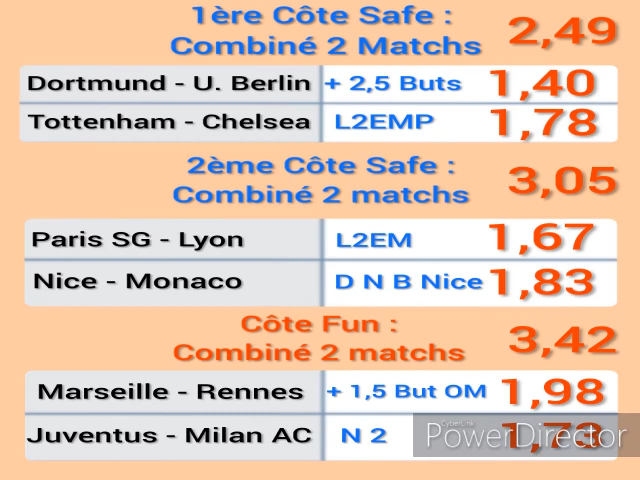 1ère Côte Safe :
Combiné 2 Matchs 2,49
Dortmund - U. Berlin + 2,5 Buts 1,40
Tottenham - Chelsea L2EMP 1,78
2ème Côte Safe :
Combiné 2 matchs 3,05
Paris SG - Lyon L2EM 1,67
Nice - Monaco D N B Nice 1,83
Côte Fun :
Combiné 2 matchs 3,42
Marseille - Rennes + 1,5 But OM 1,98
Juventus - Milan AC N 2 1,73
CyberLink
PowerDirector